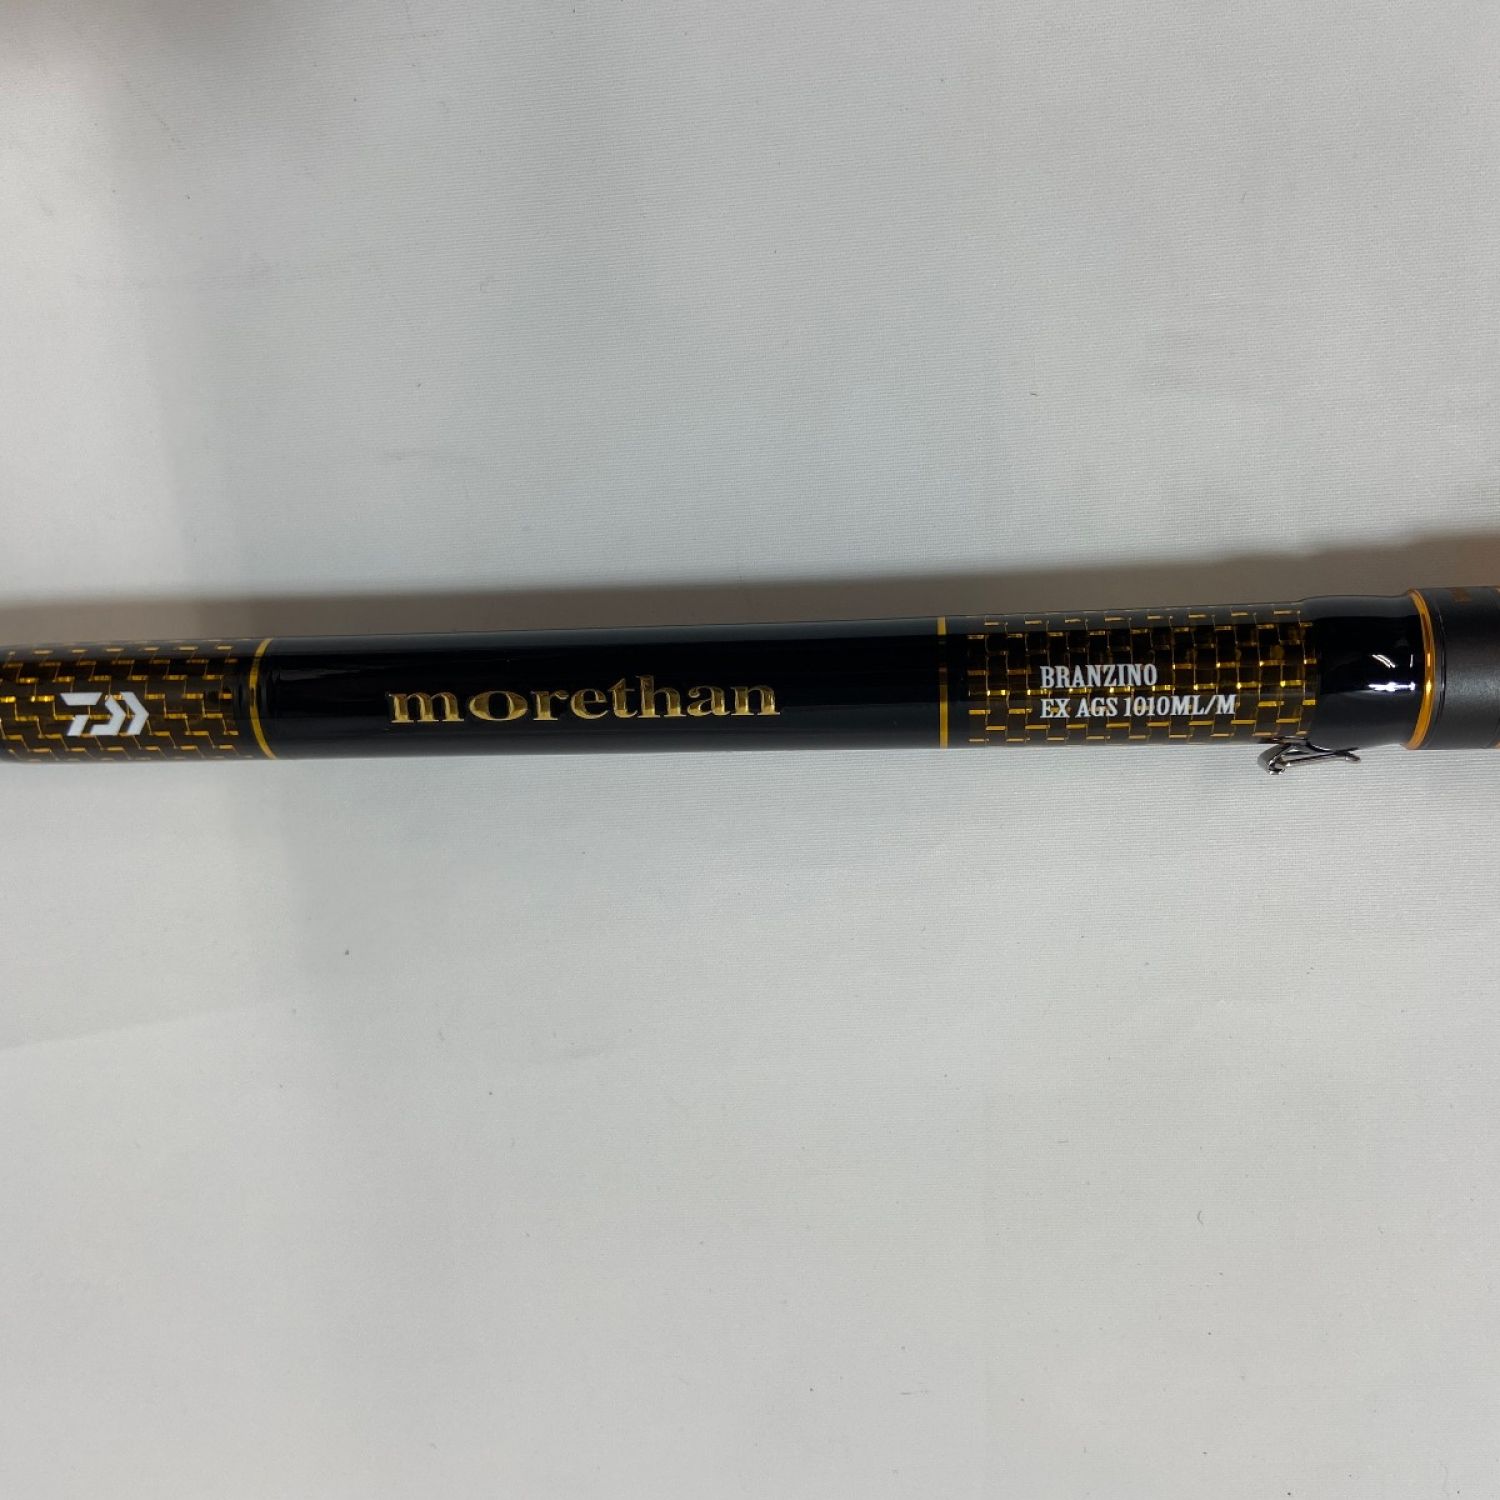 morethan
BRANZINO
EX AGS 1010ML/M